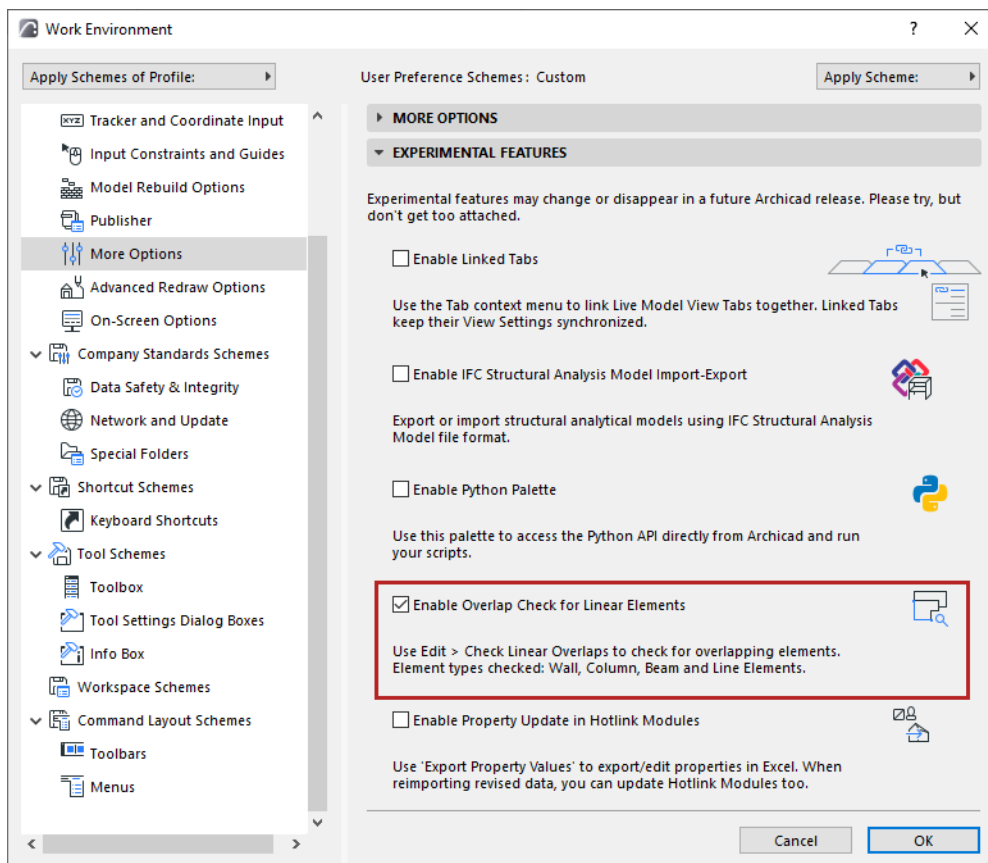 Work Environment
?
Apply Schemes of Profile:
User Preference Schemes: Custom
Apply Scheme:
XYZ Tracker and Coordinate Input
Input Constraints and Guides
Model Rebuild Options
Publisher
More Options
Advanced Redraw Options
On-Screen Options
Company Standards Schemes
Data Safety & Integrity
Network and Update
Special Folders
Shortcut Schemes
Keyboard Shortcuts
Tool Schemes
Toolbox
Tool Settings Dialog Boxes
Info Box
Workspace Schemes
Command Layout Schemes
Toolbars
Menus
MORE OPTIONS
EXPERIMENTAL FEATURES
Experimental features may change or disappear in a future Archicad release. Please try, but
don't get too attached.
Enable Linked Tabs
Use the Tab context menu to link Live Model View Tabs together. Linked Tabs
keep their View Settings synchronized.
Enable IFC Structural Analysis Model Import-Export
Export or import structural analytical models using IFC Structural Analysis
Model file format.
Enable Python Palette
Use this palette to access the Python API directly from Archicad and run
your scripts.
Enable Overlap Check for Linear Elements
Use Edit > Check Linear Overlaps to check for overlapping elements.
Element types checked: Wall, Column, Beam and Line Elements.
Enable Property Update in Hotlink Modules
Use 'Export Property Values' to export/edit properties in Excel. When
reimporting revised data, you can update Hotlink Modules too.
Cancel
OK